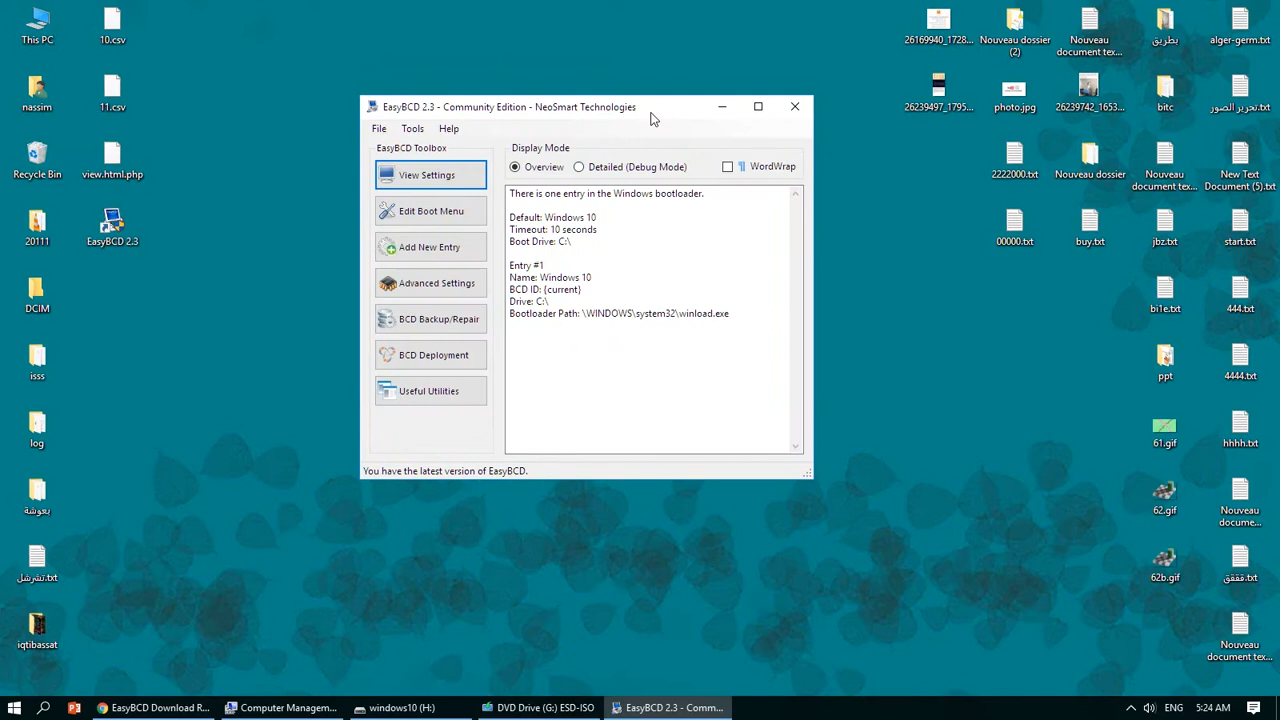 This PC
10.csv
26169940_1728...
Nouveau dossier
(2)
Nouveau
document tex...
بطريق
alger-germ.txt
nassim
11.csv
26239497_1795...
photo.jpg
26239742_1653...
bitc
تحرير الصور.txt
Recycle Bin
view.html.php
2222000.txt
Nouveau dossier
Nouveau
document tex...
New Text
Document (5).txt
20111
EasyBCD 2.3
00000.txt
buy.txt
jbz.txt
start.txt
DCIM
bi1e.txt
444.txt
isss
ppt
4444.txt
log
61.gif
hhhh.txt
بعوشة
62.gif
Nouveau
docume...
تشرشل.txt
62b.gif
ققققق.txt
iqtibassat
Nouveau
document tex...
EasyBCD 2.3 - Community Edition - NeoSmart Technologies
File Tools Help
EasyBCD Toolbox
View Settings
Edit Boot Menu
Add New Entry
Advanced Settings
BCD Backup/Repair
BCD Deployment
Useful Utilities
Display Mode
Overview Detailed (Debug Mode) WordWrap
There is one entry in the Windows bootloader.
Default: Windows 10
Timeout: 10 seconds
Boot Drive: C:\
Entry #1
Name: Windows 10
BCD ID: {current}
Drive: C:\
Bootloader Path: \WINDOWS\system32\winload.exe
You have the latest version of EasyBCD.
EasyBCD Download R...
Computer Managem...
windows10 (H:)
DVD Drive (G:) ESD-ISO
EasyBCD 2.3 - Comm...
ENG
5:24 AM